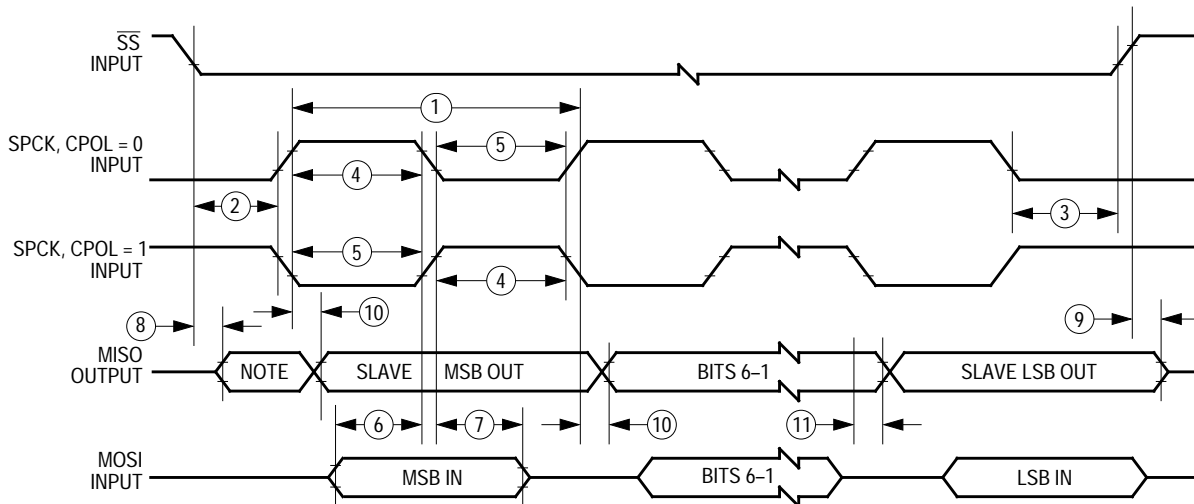 SS
INPUT
1
SPCK, CPOL = 0
INPUT
5
4
2
3
SPCK, CPOL = 1
INPUT
5
4
8
10
9
MISO
OUTPUT
NOTE
SLAVE
MSB OUT
BITS 6–1
SLAVE LSB OUT
6
7
10
11
MOSI
INPUT
MSB IN
BITS 6–1
LSB IN